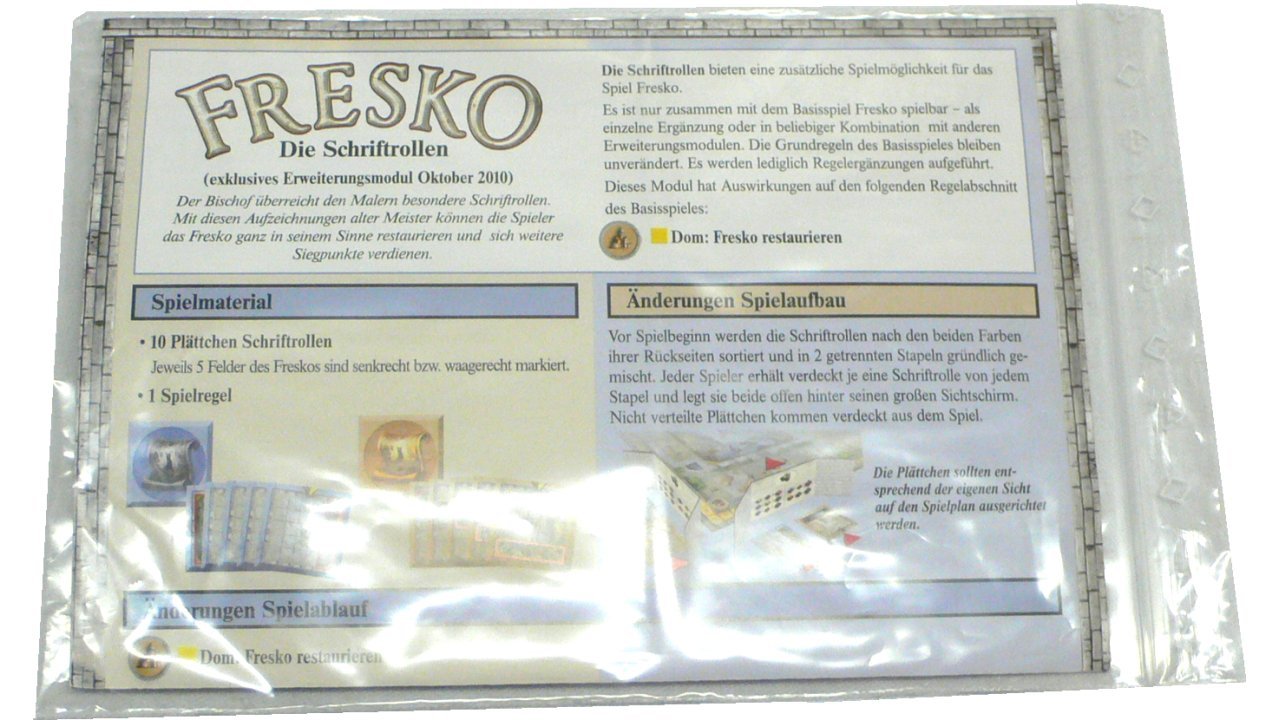 FRESKO
Die Schriftrollen
(exklusives Erweiterungsmodul Oktober 2010)
Der Bischof überreicht den Malern besondere Schriftrollen.
Mit diesen Aufzeichnungen alter Meister können die Spieler
das Fresko ganz in seinem Sinne restaurieren und sich weitere
Siegpunkte verdienen.
Die Schriftrollen bieten eine zusätzliche Spielmöglichkeit für das
Spiel Fresko.
Es ist nur zusammen mit dem Basisspiel Fresko spielbar – als
einzelne Ergänzung oder in beliebiger Kombination mit anderen
Erweiterungsmodulen. Die Grundregeln des Basisspieles bleiben
unverändert. Es werden lediglich Regelergänzungen aufgeführt.
Dieses Modul hat Auswirkungen auf den folgenden Regelabschnitt
des Basisspieles:
Dom: Fresko restaurieren
Spielmaterial
• 10 Plättchen Schriftrollen
Jeweils 5 Felder des Freskos sind senkrecht bzw. waagerecht markiert.
• 1 Spielregel
Änderungen Spielaufbau
Vor Spielbeginn werden die Schriftrollen nach den beiden Farben
ihrer Rückseiten sortiert und in 2 getrennten Stapeln gründlich ge-
mischt. Jeder Spieler erhält verdeckt je eine Schriftrolle von jedem
Stapel und legt sie beide offen hinter seinen großen Sichtschirm.
Nicht verteilte Plättchen kommen verdeckt aus dem Spiel.
Die Plättchen sollten ent-
sprechend der eigenen Sicht
auf den Spielplan ausgerichtet
werden.
Änderungen Spielablauf
Dom: Fresko restaurieren